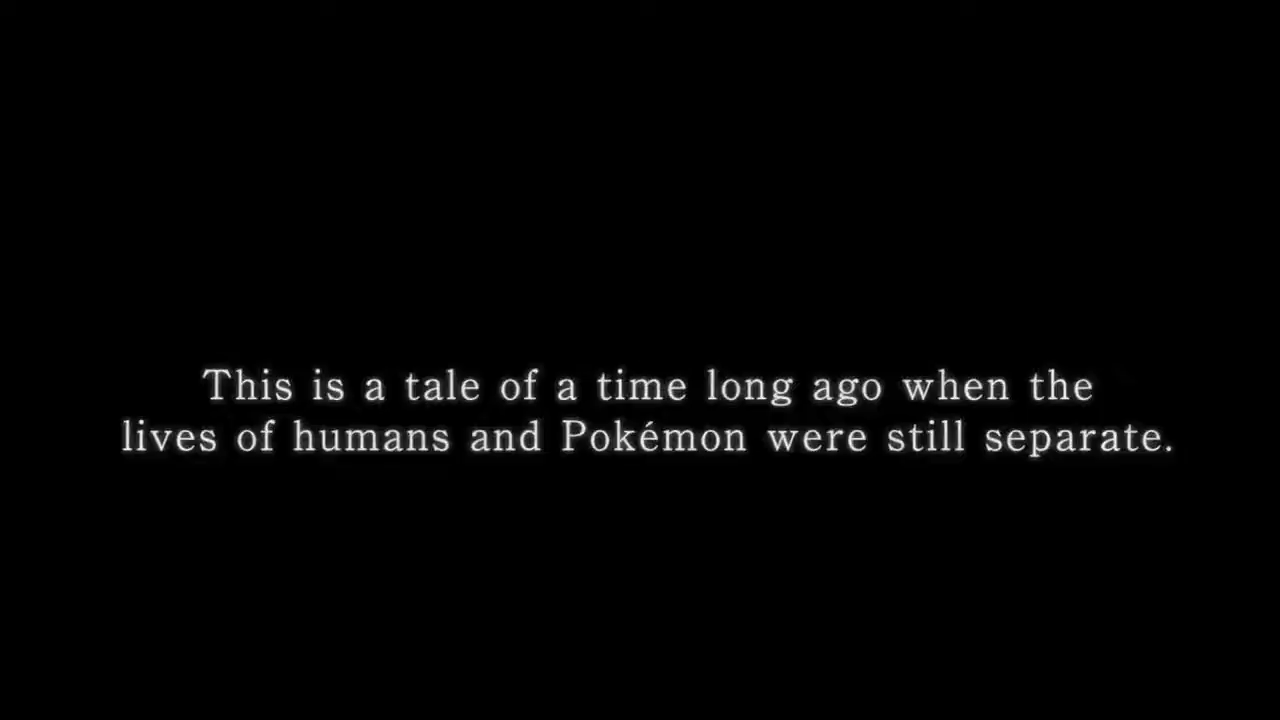 This is a tale of a time long ago when the
lives of humans and Pokémon were still separate.